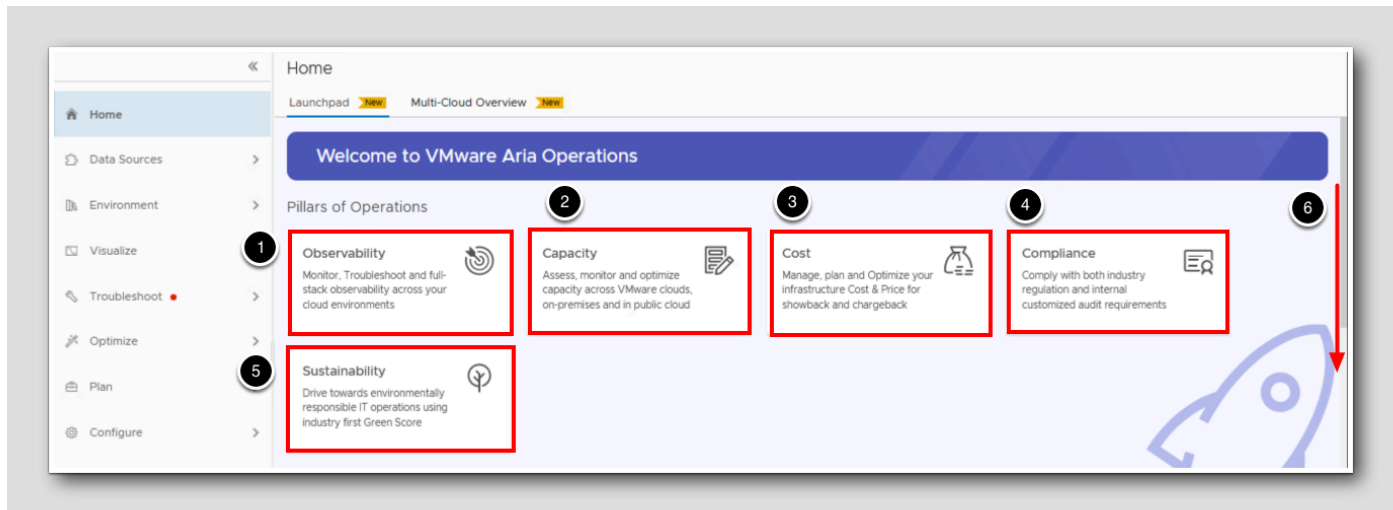 Home
Launchpad New Multi-Cloud Overview New
Home
Data Sources
Environment
Visualize
Troubleshoot
Optimize
Plan
Configure
Welcome to VMware Aria Operations
Pillars of Operations
1
Observability
Monitor, Troubleshoot and full-
stack observability across your
cloud environments
2
Capacity
Assess, monitor and optimize
capacity across VMware clouds,
on-premises and in public cloud
3
Cost
Manage, plan and Optimize your
infrastructure Cost & Price for
showback and chargeback
4
Compliance
Comply with both industry
regulation and internal
customized audit requirements
5
Sustainability
Drive towards environmentally
responsible IT operations using
industry first Green Score
6